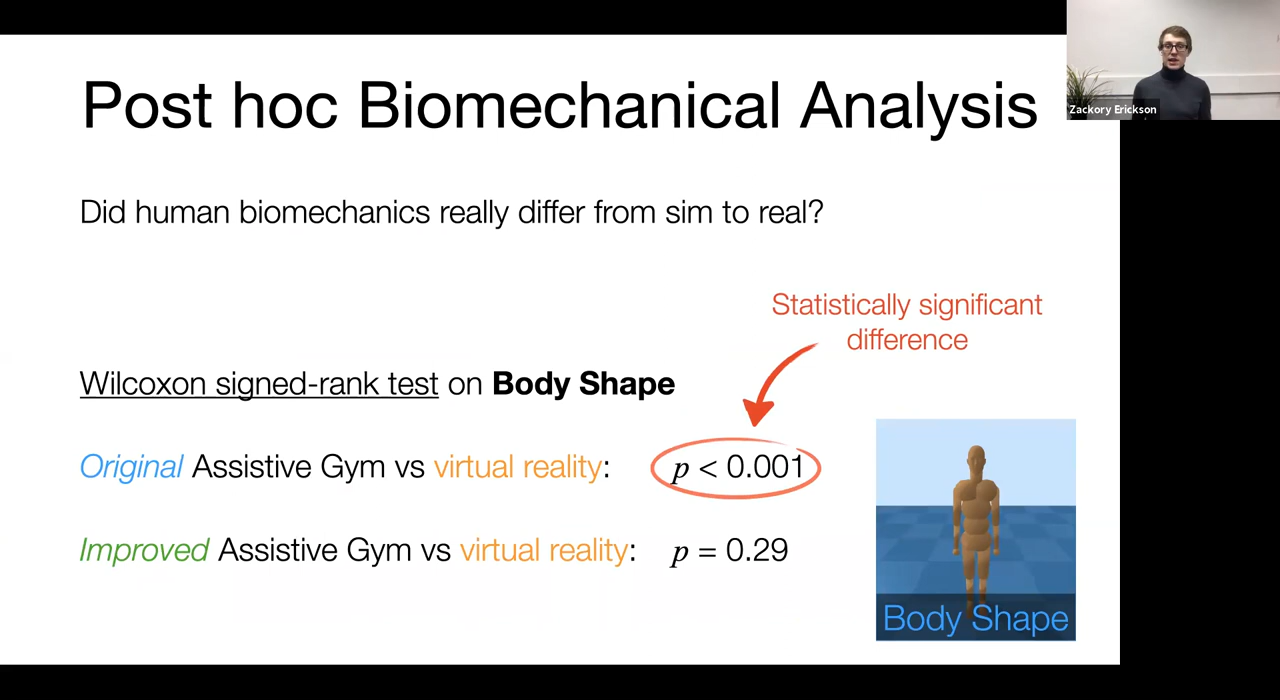 Post hoc Biomechanical Analysis
Zackory Erickson
Did human biomechanics really differ from sim to real?
Statistically significant
difference
Wilcoxon signed-rank test on Body Shape
Original Assistive Gym vs virtual reality: p < 0.001
Improved Assistive Gym vs virtual reality: p = 0.29
Body Shape